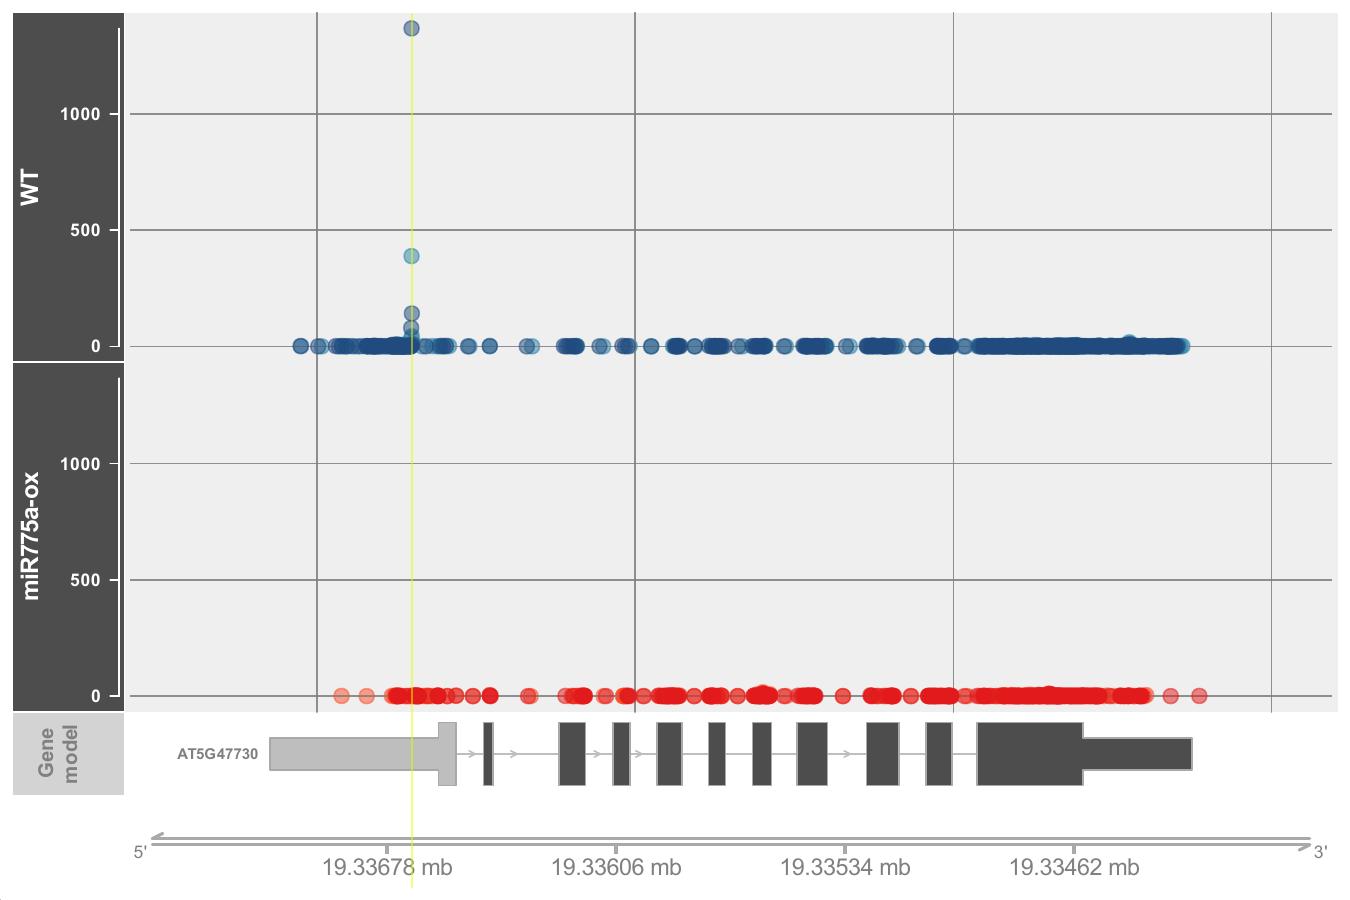 WT
1000
500
0
miR775a-ox
1000
500
0
Gene
model
AT5G47730
5'
3'
19.33678 mb
19.33606 mb
19.33534 mb
19.33462 mb